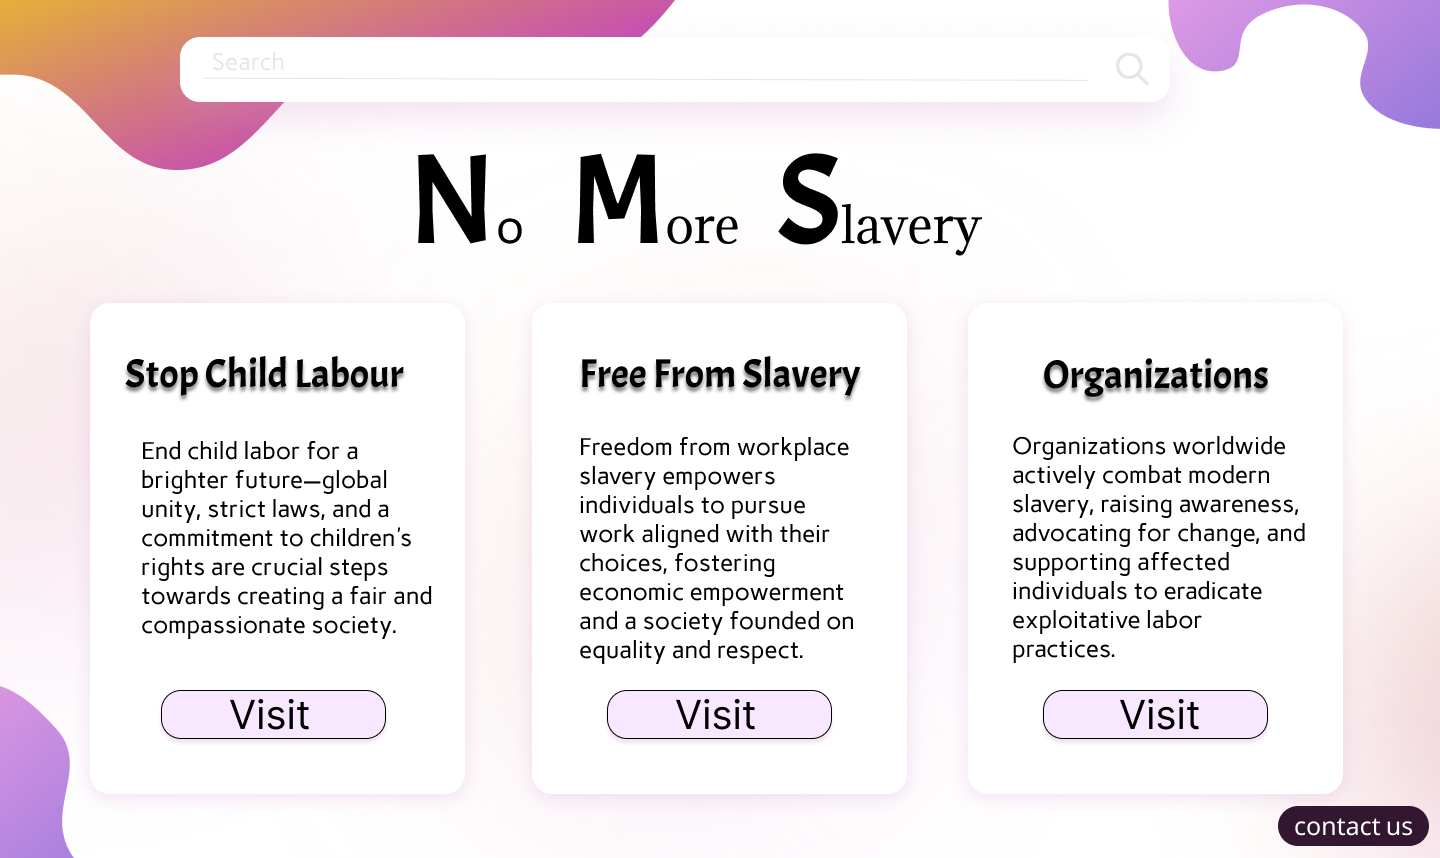 Search
No More Slavery
Stop Child Labour
End child labor for a
brighter future—global
unity, strict laws, and a
commitment to children's
rights are crucial steps
towards creating a fair and
compassionate society.
Visit
Free From Slavery
Freedom from workplace
slavery empowers
individuals to pursue
work aligned with their
choices, fostering
economic empowerment
and a society founded on
equality and respect.
Visit
Organizations
Organizations worldwide
actively combat modern
slavery, raising awareness,
advocating for change, and
supporting affected
individuals to eradicate
exploitative labor
practices.
Visit
contact us